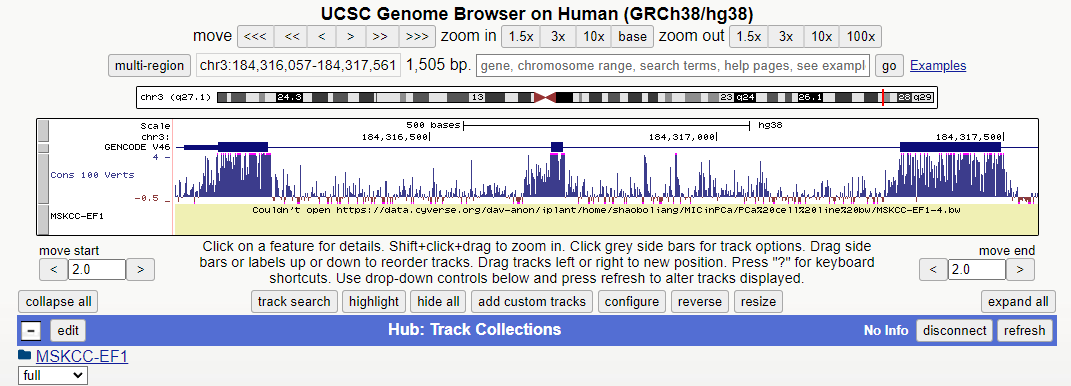 UCSC Genome Browser on Human (GRCh38/hg38)
move <<< << < > >> >>> zoom in 1.5x 3x 10x base zoom out 1.5x 3x 10x 100x
multi-region chr3:184,316,057-184,317,561 1,505 bp. gene, chromosome range, search terms, help pages, see exampl go Examples
chr3 (q27.1) 24.3 13 23 q24 26.1 28 q29
Scale 500 bases hg38
chr3: 184,316,500 184,317,000 184,317,500
GENCODE V46
4
Cons 100 Verts
-0.5
MSKCC-EF1 Couldn't open https://data.cyverse.org/dav-anon/iplant/home/shaoboliang/MICinPCa/PCa%20cell%20line%20bw/MSKCC-EF1-4.bw
move start Click on a feature for details. Shift+click+drag to zoom in. Click grey side bars for track options. Drag side move end
< 2.0 > bars or labels up or down to reorder tracks. Drag tracks left or right to new position. Press "?" for keyboard < 2.0 >
shortcuts. Use drop-down controls below and press refresh to alter tracks displayed.
collapse all track search highlight hide all add custom tracks configure reverse resize expand all
– edit Hub: Track Collections No Info disconnect refresh
MSKCC-EF1
full